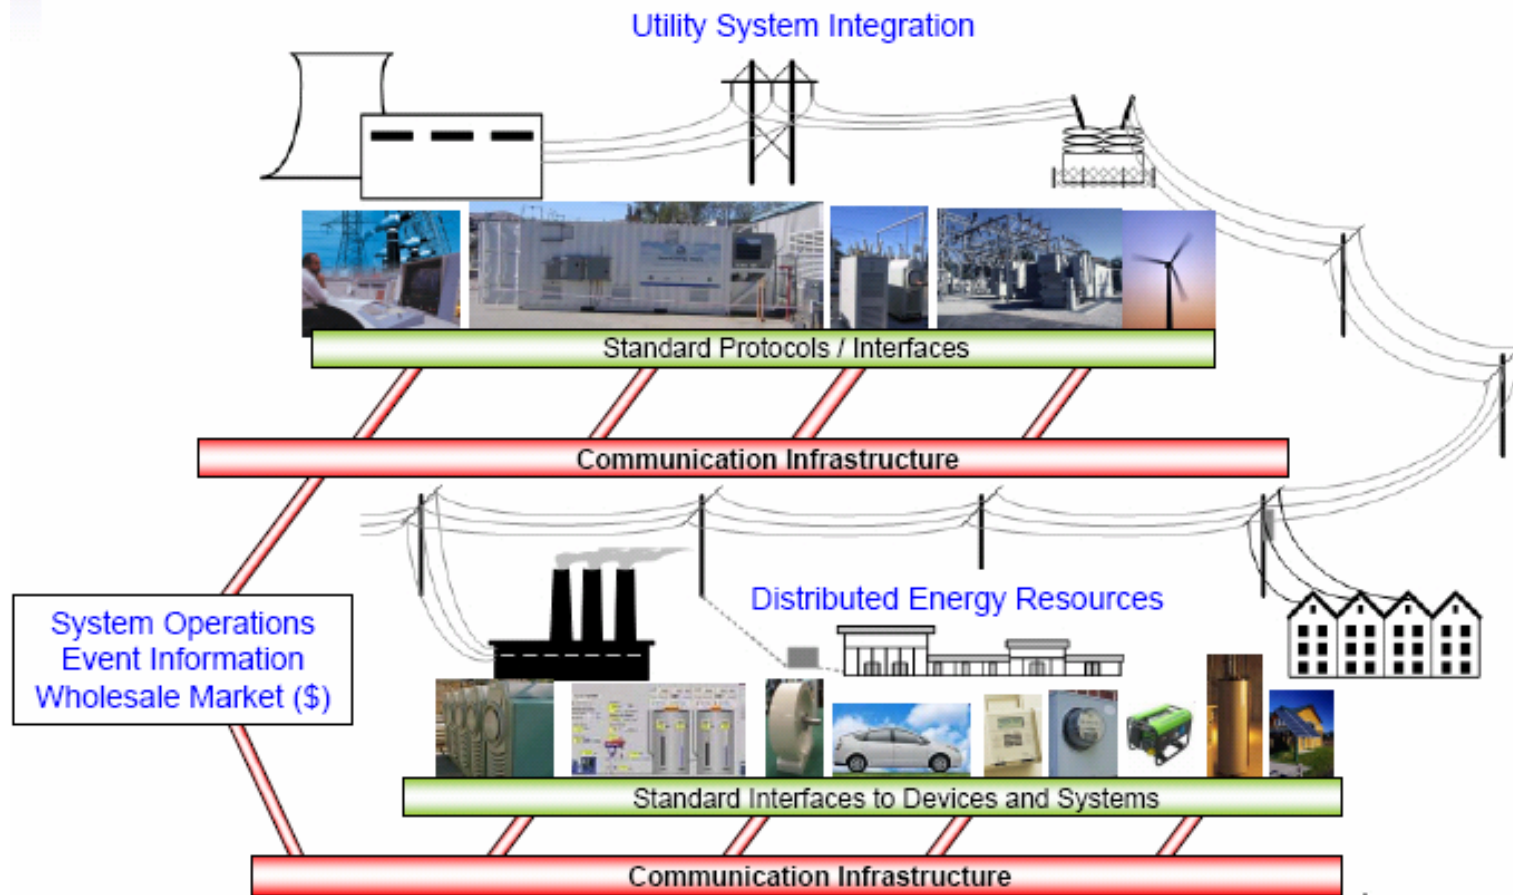 Utility System Integration
Standard Protocols / Interfaces
Communication Infrastructure
Distributed Energy Resources
System Operations
Event Information
Wholesale Market ($)
Standard Interfaces to Devices and Systems
Communication Infrastructure